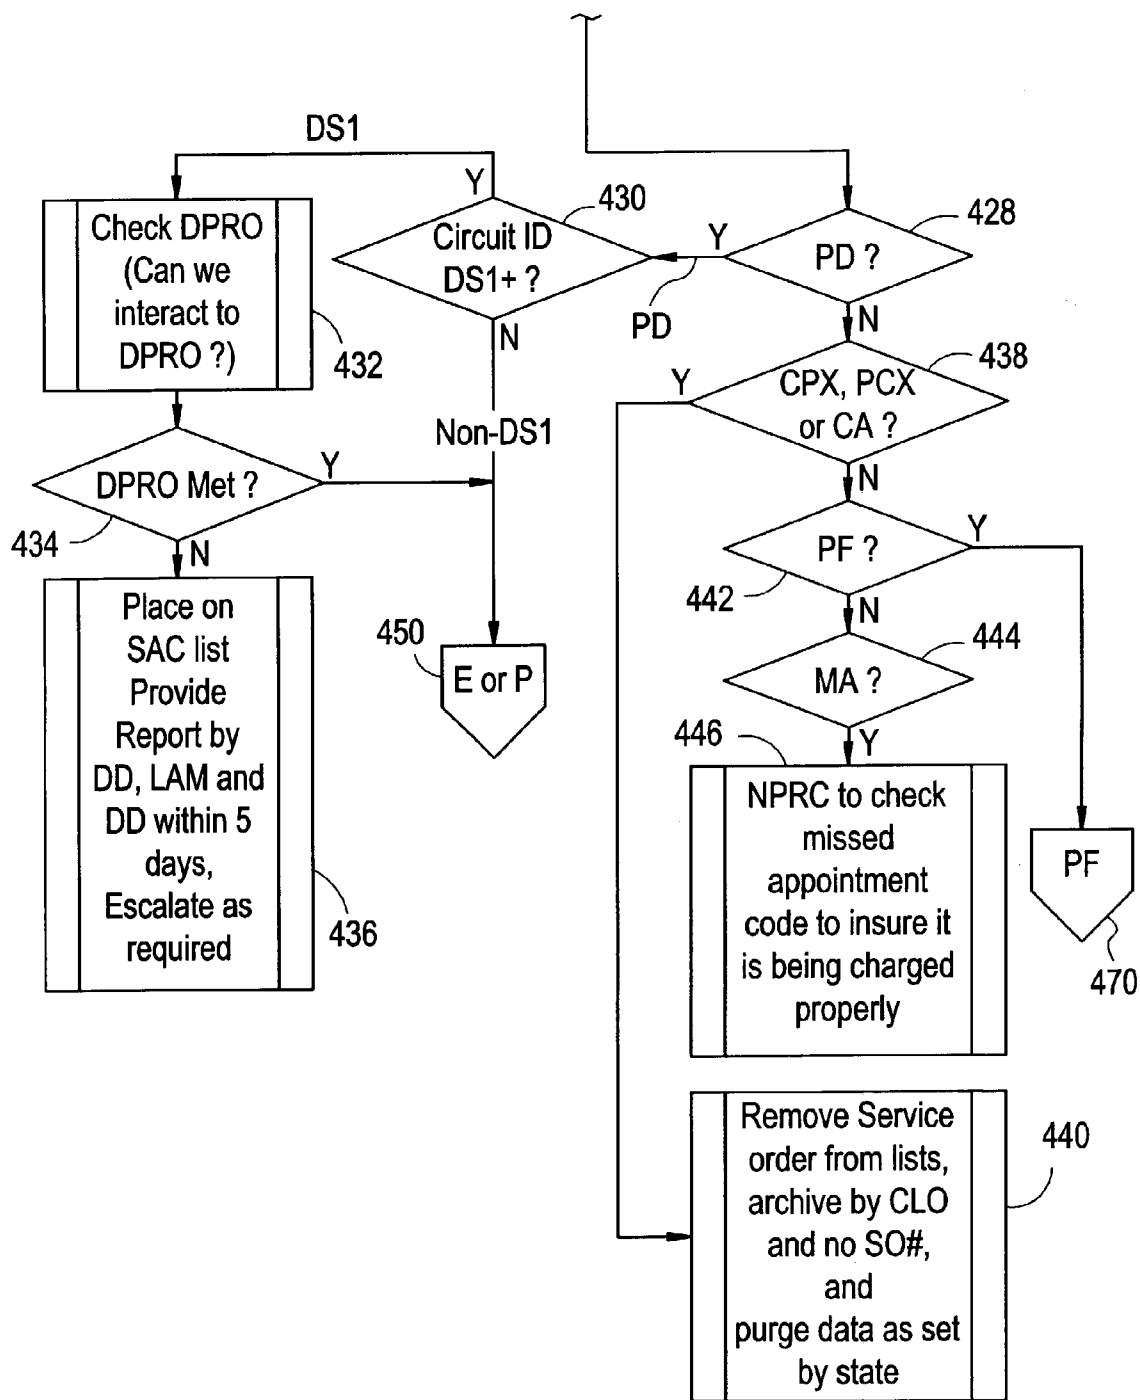 DS1
Y
430
428
Check DPRO
(Can we
interact to
DPRO ?)
432
Circuit ID
DS1+ ?
Y
PD
PD ?
N
N
438
Y
CPX, PCX
or CA ?
Non-DS1
N
DPRO Met ?
Y
434
N
PF ?
Y
442
N
Place on
SAC list
Provide
Report by
DD, LAM and
DD within 5
days,
Escalate as
required
436
450
E or P
444
MA ?
Y
446
NPRC to check
missed
appointment
code to insure it
is being charged
properly
PF
470
Remove Service
order from lists,
archive by CLO
and no SO#,
and
purge data as set
by state
440